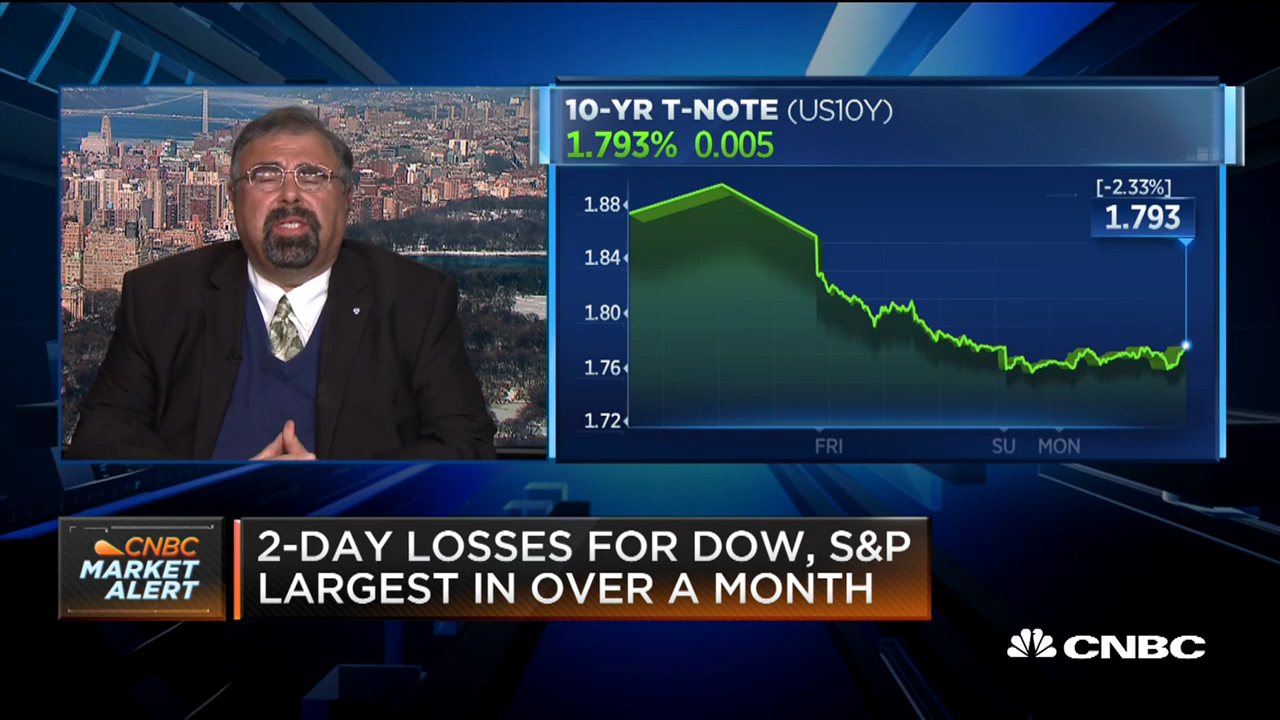 10-YR T-NOTE (US10Y)
1.793% 0.005
[-2.33%]
1.793
1.88
1.84
1.80
1.76
1.72
FRI SU MON
CNBC
MARKET
ALERT
2-DAY LOSSES FOR DOW, S&P
LARGEST IN OVER A MONTH
CNBC